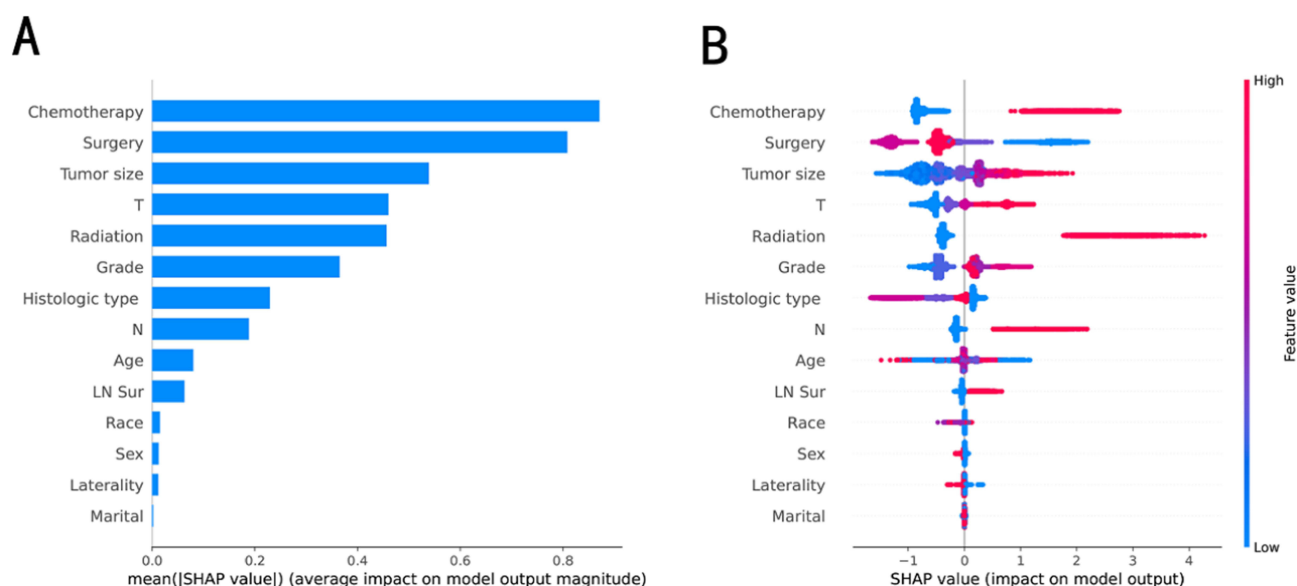 A
Chemotherapy
Surgery
Tumor size
T
Radiation
Grade
Histologic type
N
Age
LN Sur
Race
Sex
Laterality
Marital
0.0 0.2 0.4 0.6 0.8
mean(|SHAP value|) (average impact on model output magnitude)
B
High
Chemotherapy
Surgery
Tumor size
T
Radiation
Grade
Histologic type
N
Age
LN Sur
Race
Sex
Laterality
Marital
Low
−1 0 1 2 3 4
SHAP value (impact on model output)
Feature value